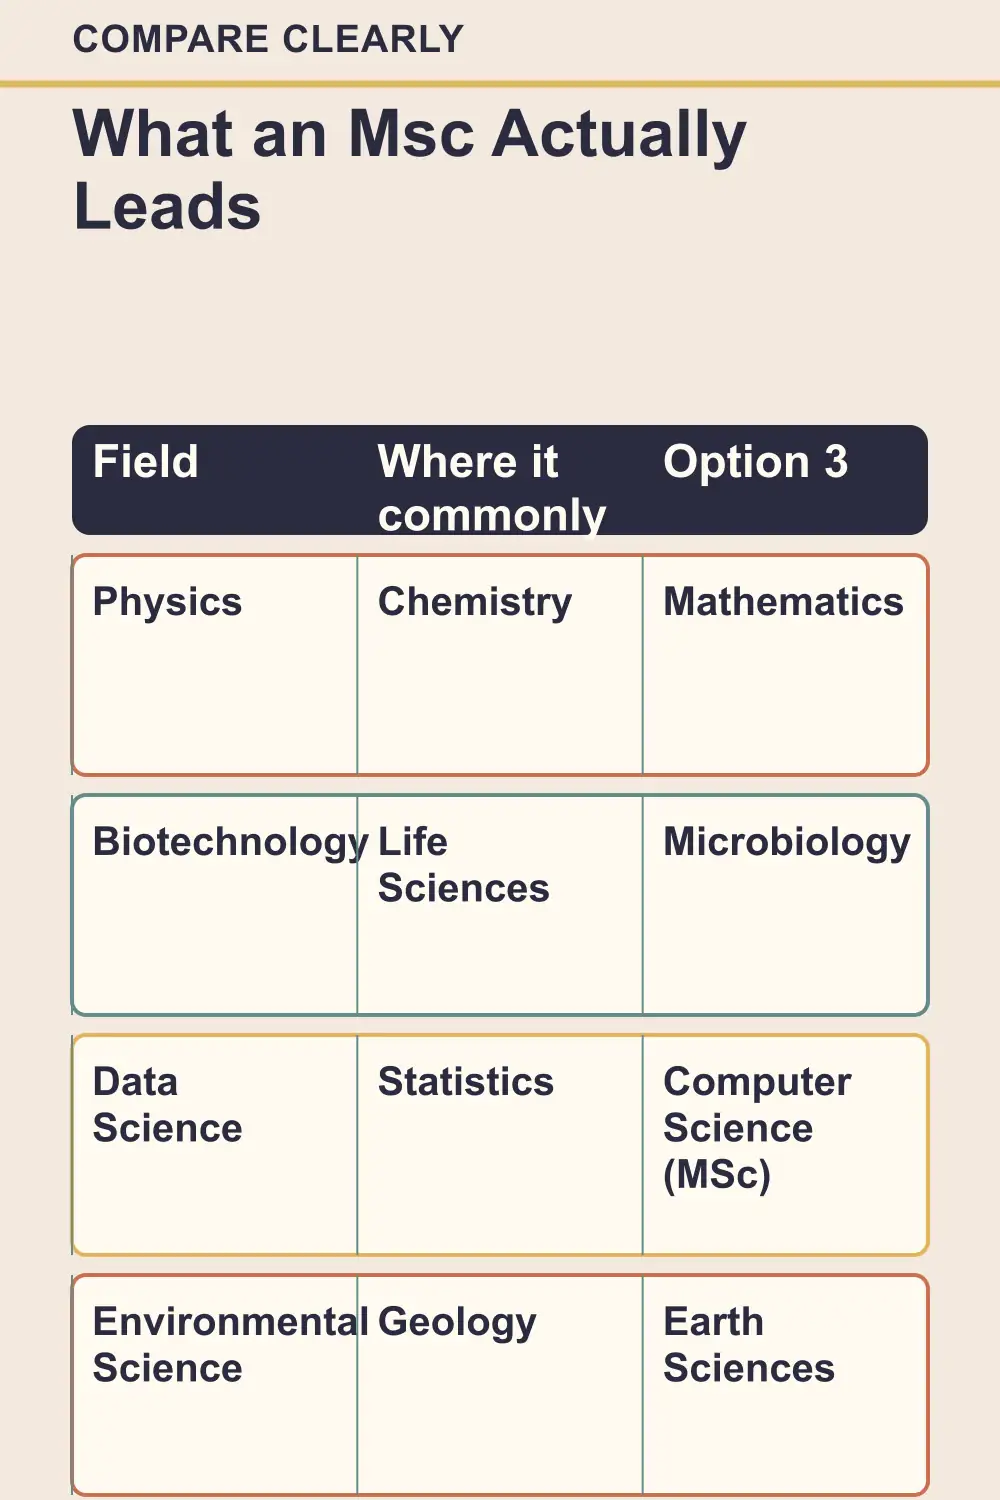 COMPARE CLEARLY
What an Msc Actually
Leads
Field
Where it
commonly
Option 3
Physics
Chemistry
Mathematics
Biotechnology
Life
Sciences
Microbiology
Data
Science
Statistics
Computer
Science
(MSc)
Environmental
Science
Geology
Earth
Sciences